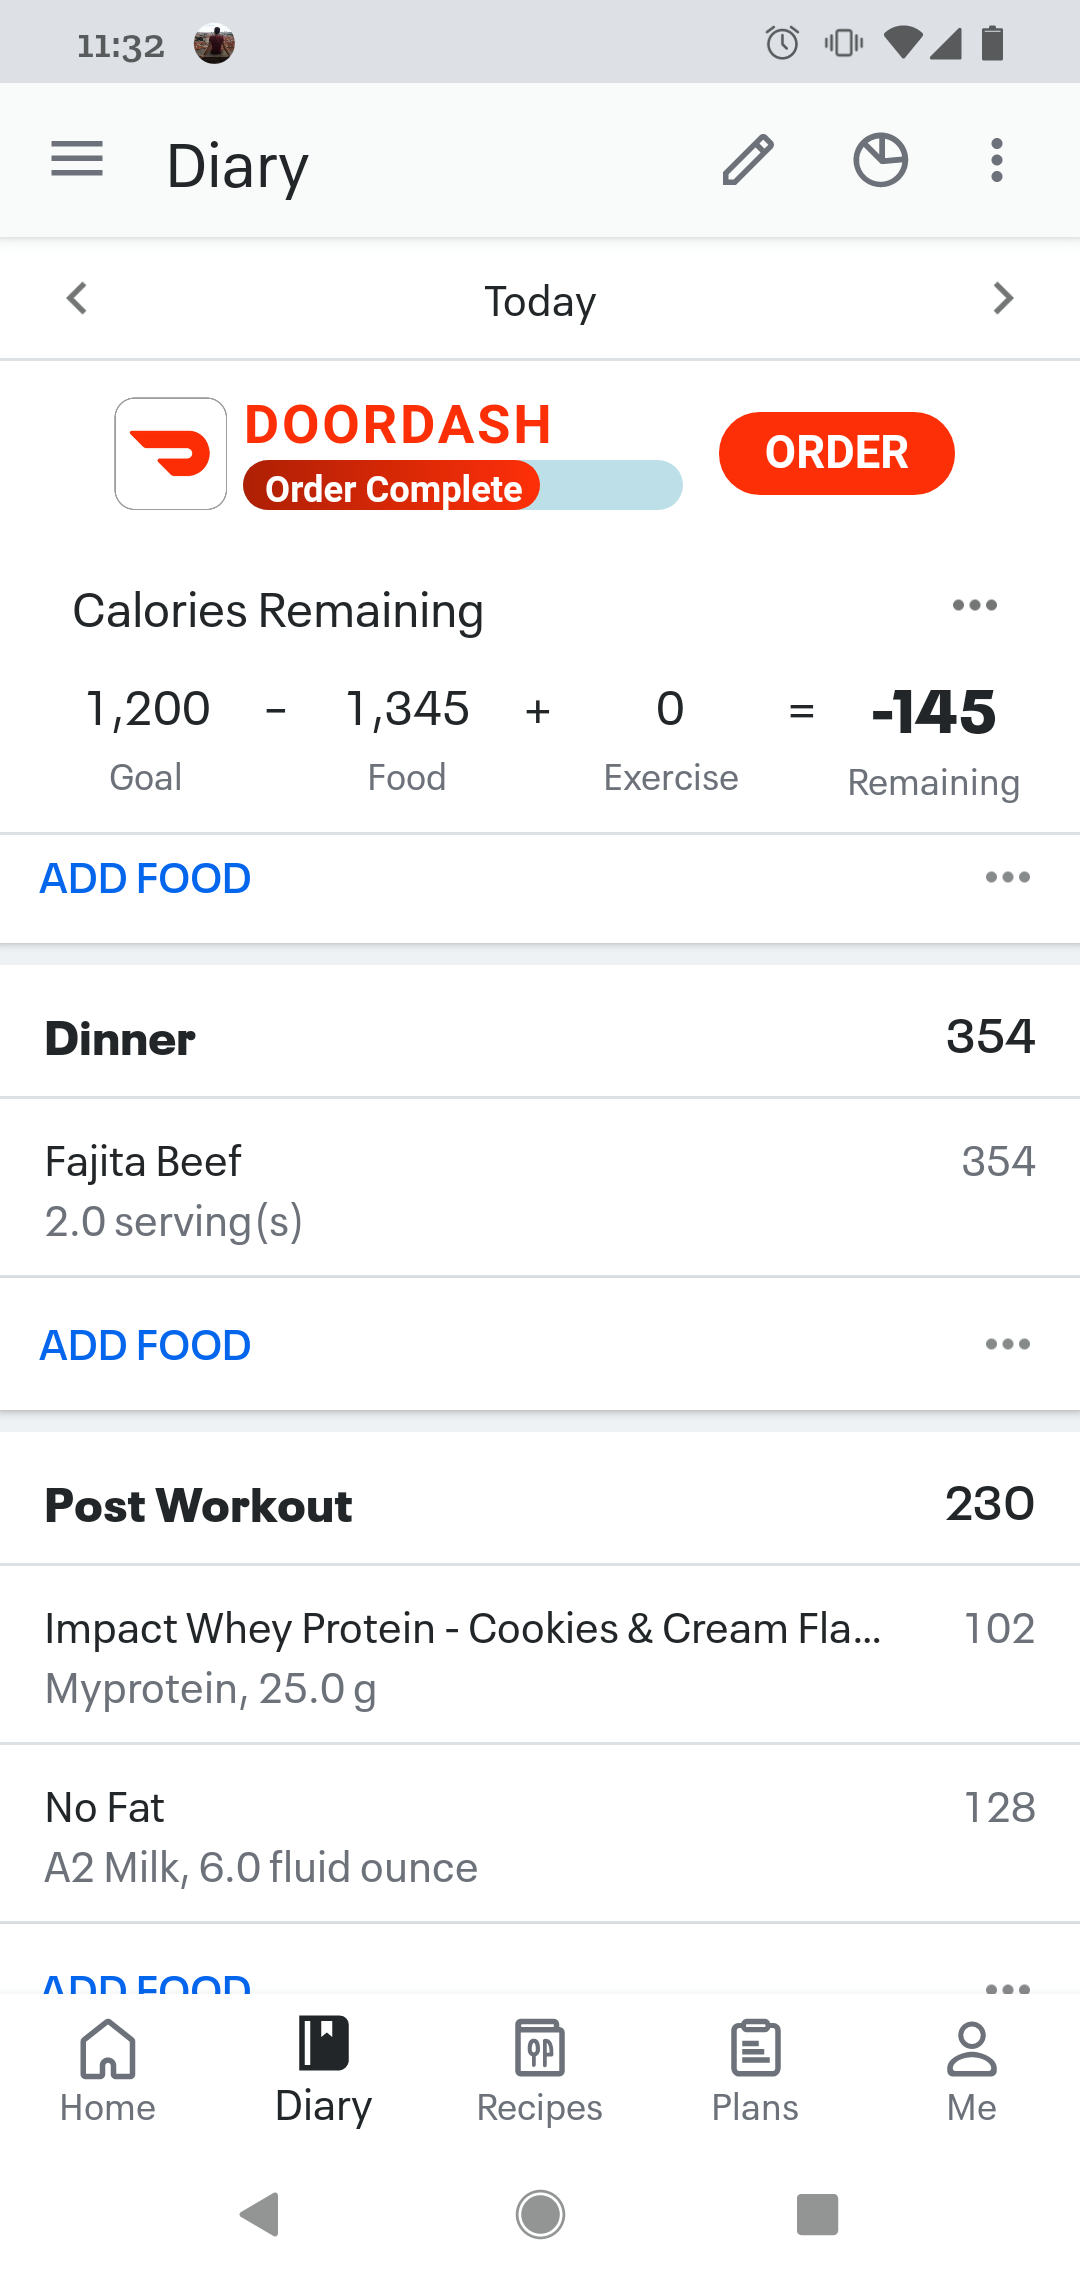 11:32
Diary
Today
DOORDASH
Order Complete
ORDER
Calories Remaining
1,200 - 1,345 + 0 = -145
Goal Food Exercise Remaining
ADD FOOD
Dinner 354
Fajita Beef 354
2.0 serving(s)
ADD FOOD
Post Workout 230
Impact Whey Protein - Cookies & Cream Fla... 102
Myprotein, 25.0 g
No Fat 128
A2 Milk, 6.0 fluid ounce
ADD FOOD
Home Diary Recipes Plans Me